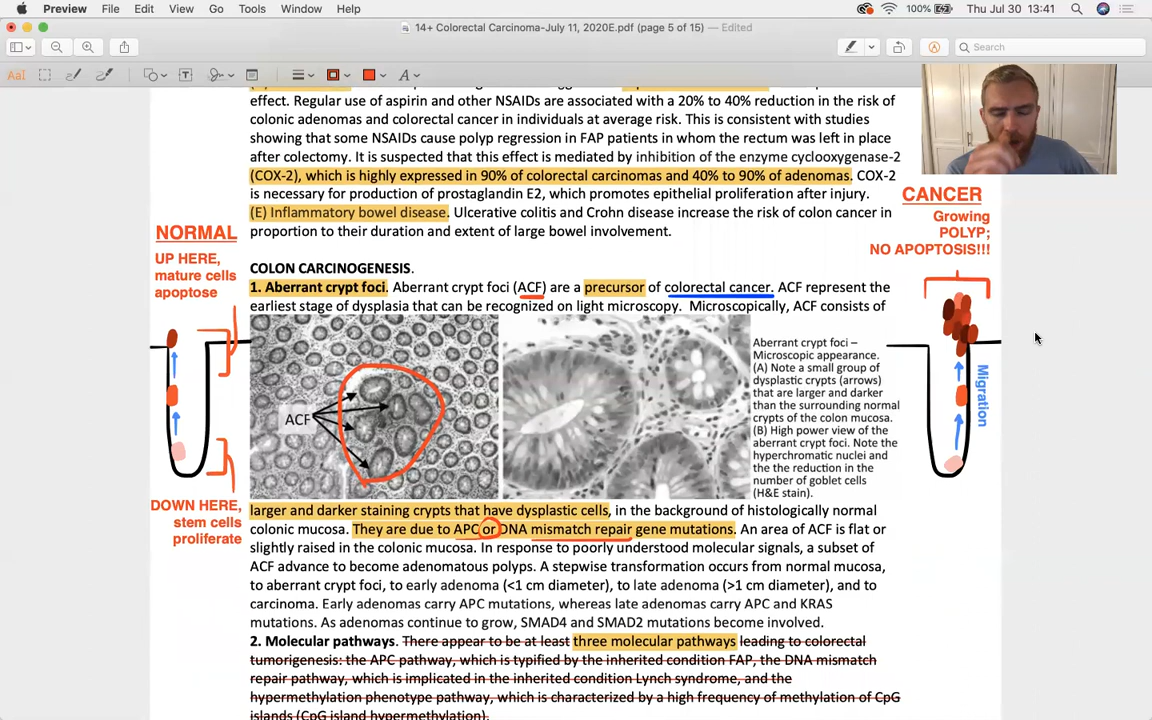 Preview File Edit View Go Tools Window Help 100% Thu Jul 30 13:41
14+ Colorectal Carcinoma-July 11, 2020E.pdf (page 5 of 15) — Edited
Search
AaI T A
effect. Regular use of aspirin and other NSAIDs are associated with a 20% to 40% reduction in the risk of
colonic adenomas and colorectal cancer in individuals at average risk. This is consistent with studies
showing that some NSAIDs cause polyp regression in FAP patients in whom the rectum was left in place
after colectomy. It is suspected that this effect is mediated by inhibition of the enzyme cyclooxygenase-2
(COX-2), which is highly expressed in 90% of colorectal carcinomas and 40% to 90% of adenomas. COX-2
is necessary for production of prostaglandin E2, which promotes epithelial proliferation after injury.
(E) Inflammatory bowel disease. Ulcerative colitis and Crohn disease increase the risk of colon cancer in
proportion to their duration and extent of large bowel involvement.
CANCER
Growing
POLYP;
NO APOPTOSIS!!!
NORMAL
UP HERE,
mature cells
apoptose
COLON CARCINOGENESIS.
1. Aberrant crypt foci. Aberrant crypt foci (ACF) are a precursor of colorectal cancer. ACF represent the
earliest stage of dysplasia that can be recognized on light microscopy. Microscopically, ACF consists of
ACF
Aberrant crypt foci –
Microscopic appearance.
(A) Note a small group of
dysplastic crypts (arrows)
that are larger and darker
than the surrounding normal
crypts of the colon mucosa.
(B) High power view of the
aberrant crypt foci. Note the
hyperchromatic nuclei and
the the reduction in the
number of goblet cells
(H&E stain).
Migration
DOWN HERE,
stem cells
proliferate
larger and darker staining crypts that have dysplastic cells, in the background of histologically normal
colonic mucosa. They are due to APC or DNA mismatch repair gene mutations. An area of ACF is flat or
slightly raised in the colonic mucosa. In response to poorly understood molecular signals, a subset of
ACF advance to become adenomatous polyps. A stepwise transformation occurs from normal mucosa,
to aberrant crypt foci, to early adenoma (<1 cm diameter), to late adenoma (>1 cm diameter), and to
carcinoma. Early adenomas carry APC mutations, whereas late adenomas carry APC and KRAS
mutations. As adenomas continue to grow, SMAD4 and SMAD2 mutations become involved.
2. Molecular pathways. There appear to be at least three molecular pathways leading to colorectal
tumorigenesis: the APC pathway, which is typified by the inherited condition FAP, the DNA mismatch
repair pathway, which is implicated in the inherited condition Lynch syndrome, and the
hypermethylation phenotype pathway, which is characterized by a high frequency of methylation of CpG
islands (CpG island hypermethylation).